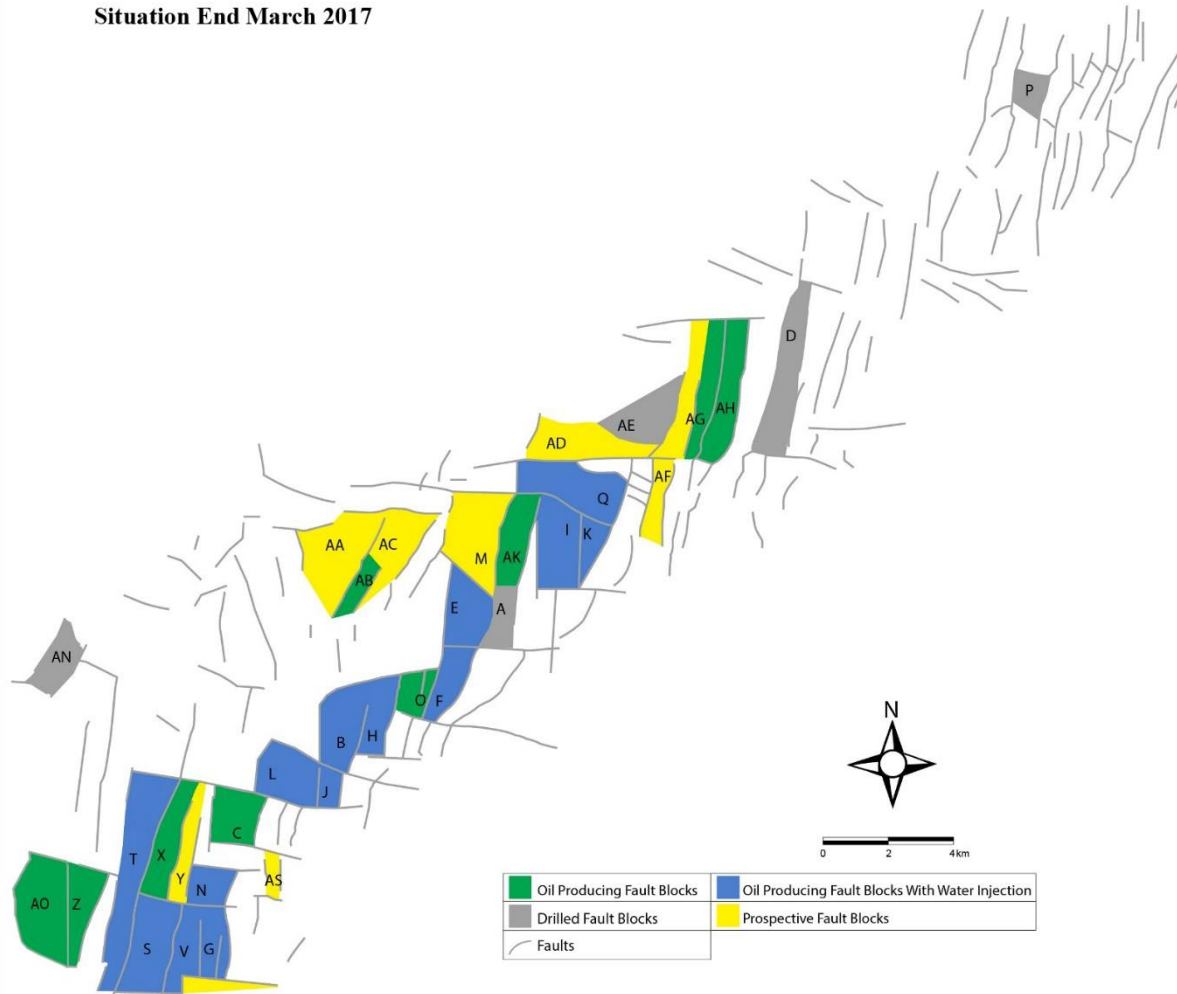 Situation End March 2017
P
D
AE
AG
AH
AD
AF
Q
I
K
AA
AC
M
AK
AB
E
A
AN
O
F
B
H
L
J
C
T
X
Y
N
AS
AO
Z
S
V
G
N
0
2
4km
Oil Producing Fault Blocks
Oil Producing Fault Blocks With Water Injection
Drilled Fault Blocks
Prospective Fault Blocks
Faults